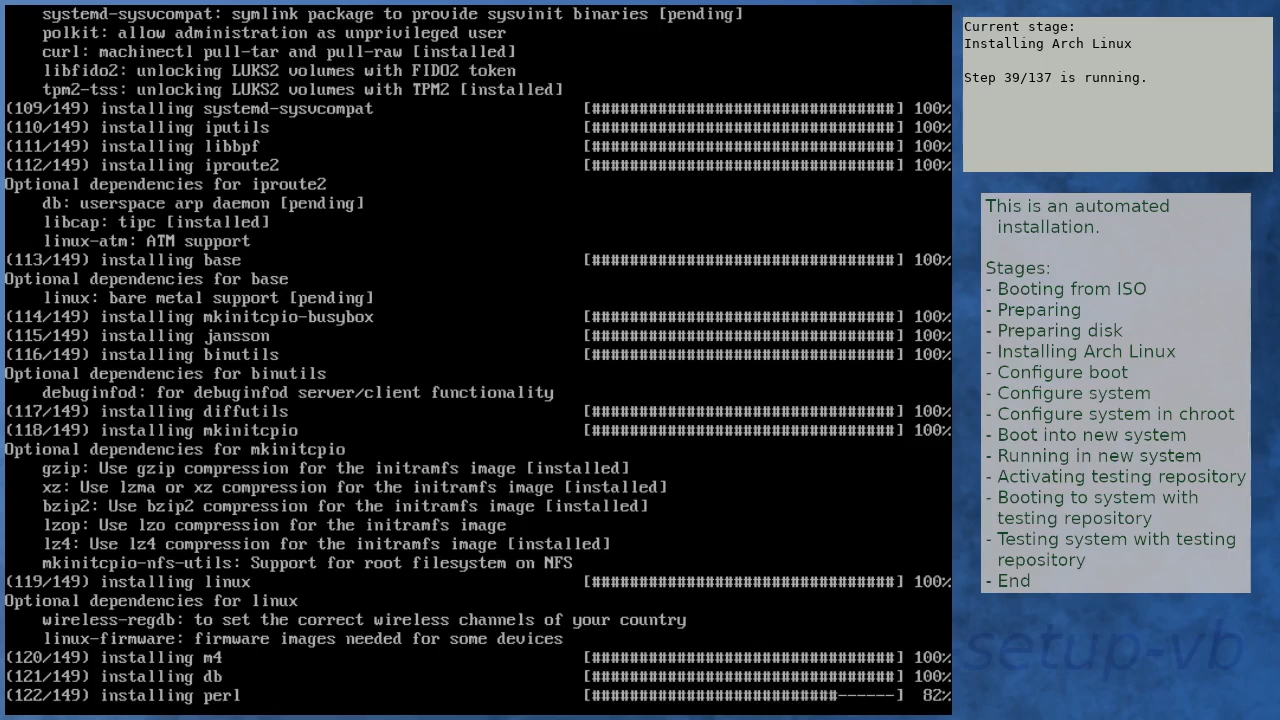 systemd-sysvcompat: symlink package to provide sysvinit binaries [pending]
polkit: allow administration as unprivileged user
curl: machinectl pull-tar and pull-raw [installed]
libfido2: unlocking LUKS2 volumes with FIDO2 token
tpm2-tss: unlocking LUKS2 volumes with TPM2 [installed]
(109/149) installing systemd-sysvcompat [################################] 100%
(110/149) installing iputils [################################] 100%
(111/149) installing libbpf [################################] 100%
(112/149) installing iproute2 [################################] 100%
Optional dependencies for iproute2
db: userspace arp daemon [pending]
libcap: tipc [installed]
linux-atm: ATM support
(113/149) installing base [################################] 100%
Optional dependencies for base
linux: bare metal support [pending]
(114/149) installing mkinitcpio-busybox [################################] 100%
(115/149) installing jansson [################################] 100%
(116/149) installing binutils [################################] 100%
Optional dependencies for binutils
debuginfod: for debuginfod server/client functionality
(117/149) installing diffutils [################################] 100%
(118/149) installing mkinitcpio [################################] 100%
Optional dependencies for mkinitcpio
gzip: Use gzip compression for the initramfs image [installed]
xz: Use lzma or xz compression for the initramfs image [installed]
bzip2: Use bzip2 compression for the initramfs image [installed]
lzop: Use lzo compression for the initramfs image
lz4: Use lz4 compression for the initramfs image [installed]
mkinitcpio-nfs-utils: Support for root filesystem on NFS
(119/149) installing linux [################################] 100%
Optional dependencies for linux
wireless-regdb: to set the correct wireless channels of your country
linux-firmware: firmware images needed for some devices
(120/149) installing m4 [################################] 100%
(121/149) installing db [################################] 100%
(122/149) installing perl [##########################------] 82%
Current stage:
Installing Arch Linux
Step 39/137 is running.
This is an automated
installation.
Stages:
- Booting from ISO
- Preparing
- Preparing disk
- Installing Arch Linux
- Configure boot
- Configure system
- Configure system in chroot
- Boot into new system
- Running in new system
- Activating testing repository
- Booting to system with
testing repository
- Testing system with testing
repository
- End
setup-vb